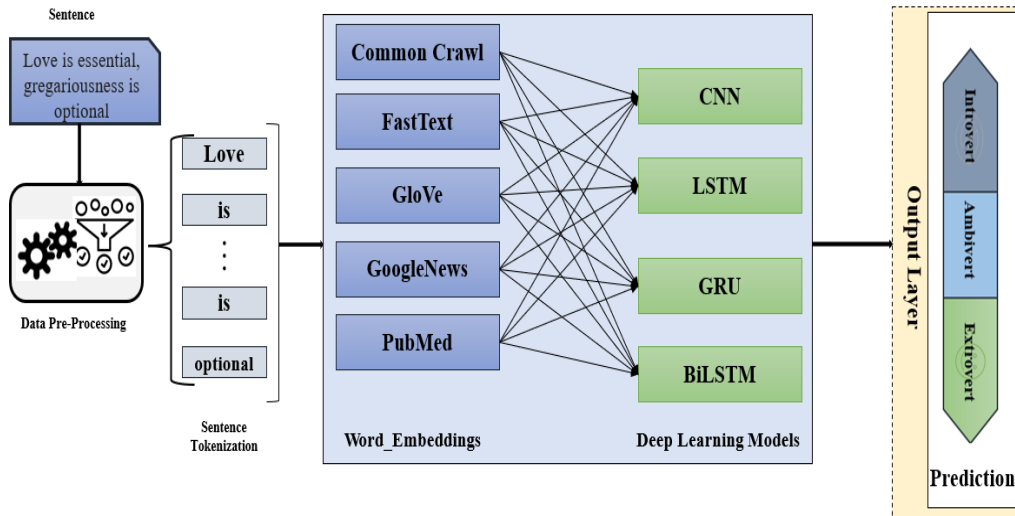 Sentence
Love is essential,
gregariousness is
optional
Data Pre-Processing
Love
is
is
optional
Sentence
Tokenization
Common Crawl
FastText
GloVe
GoogleNews
PubMed
Word_Embeddings
CNN
LSTM
GRU
BiLSTM
Deep Learning Models
Output Layer
Introvert
Ambivert
Extrovert
Prediction